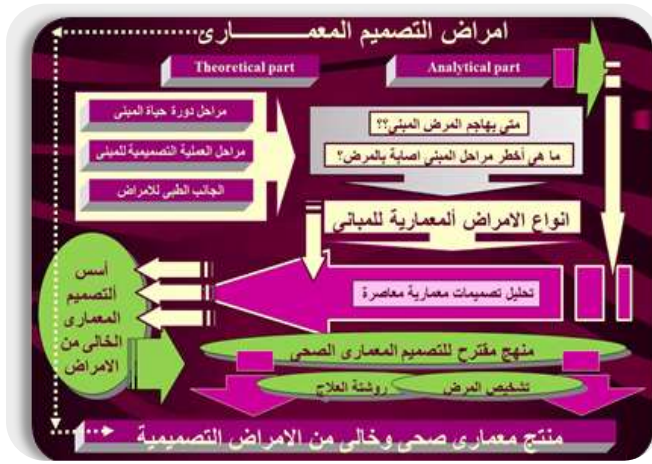 امراض التصميم المعمـــــــــارى
Theoretical part
Analytical part
مراحل دورة حياة المبنى
مراحل العملية التصميمية للمبنى
الجانب الطبي للامراض
متى يهاجم المرض المبنى؟؟
ما هى أخطر مراحل المبنى اصابة بالمرض؟
انواع الامراض ألمعمارية للمبانى
تحليل تصميمات معمارية معاصرة
أسس
ألتصميم
المعمارى
الخالى من
الامراض
منهج مقترح للتصميم المعمارى الصحى
تشخيص المرض
روشتة العلاج
منتج معمارى صحى وخالى من الامراض التصميمية